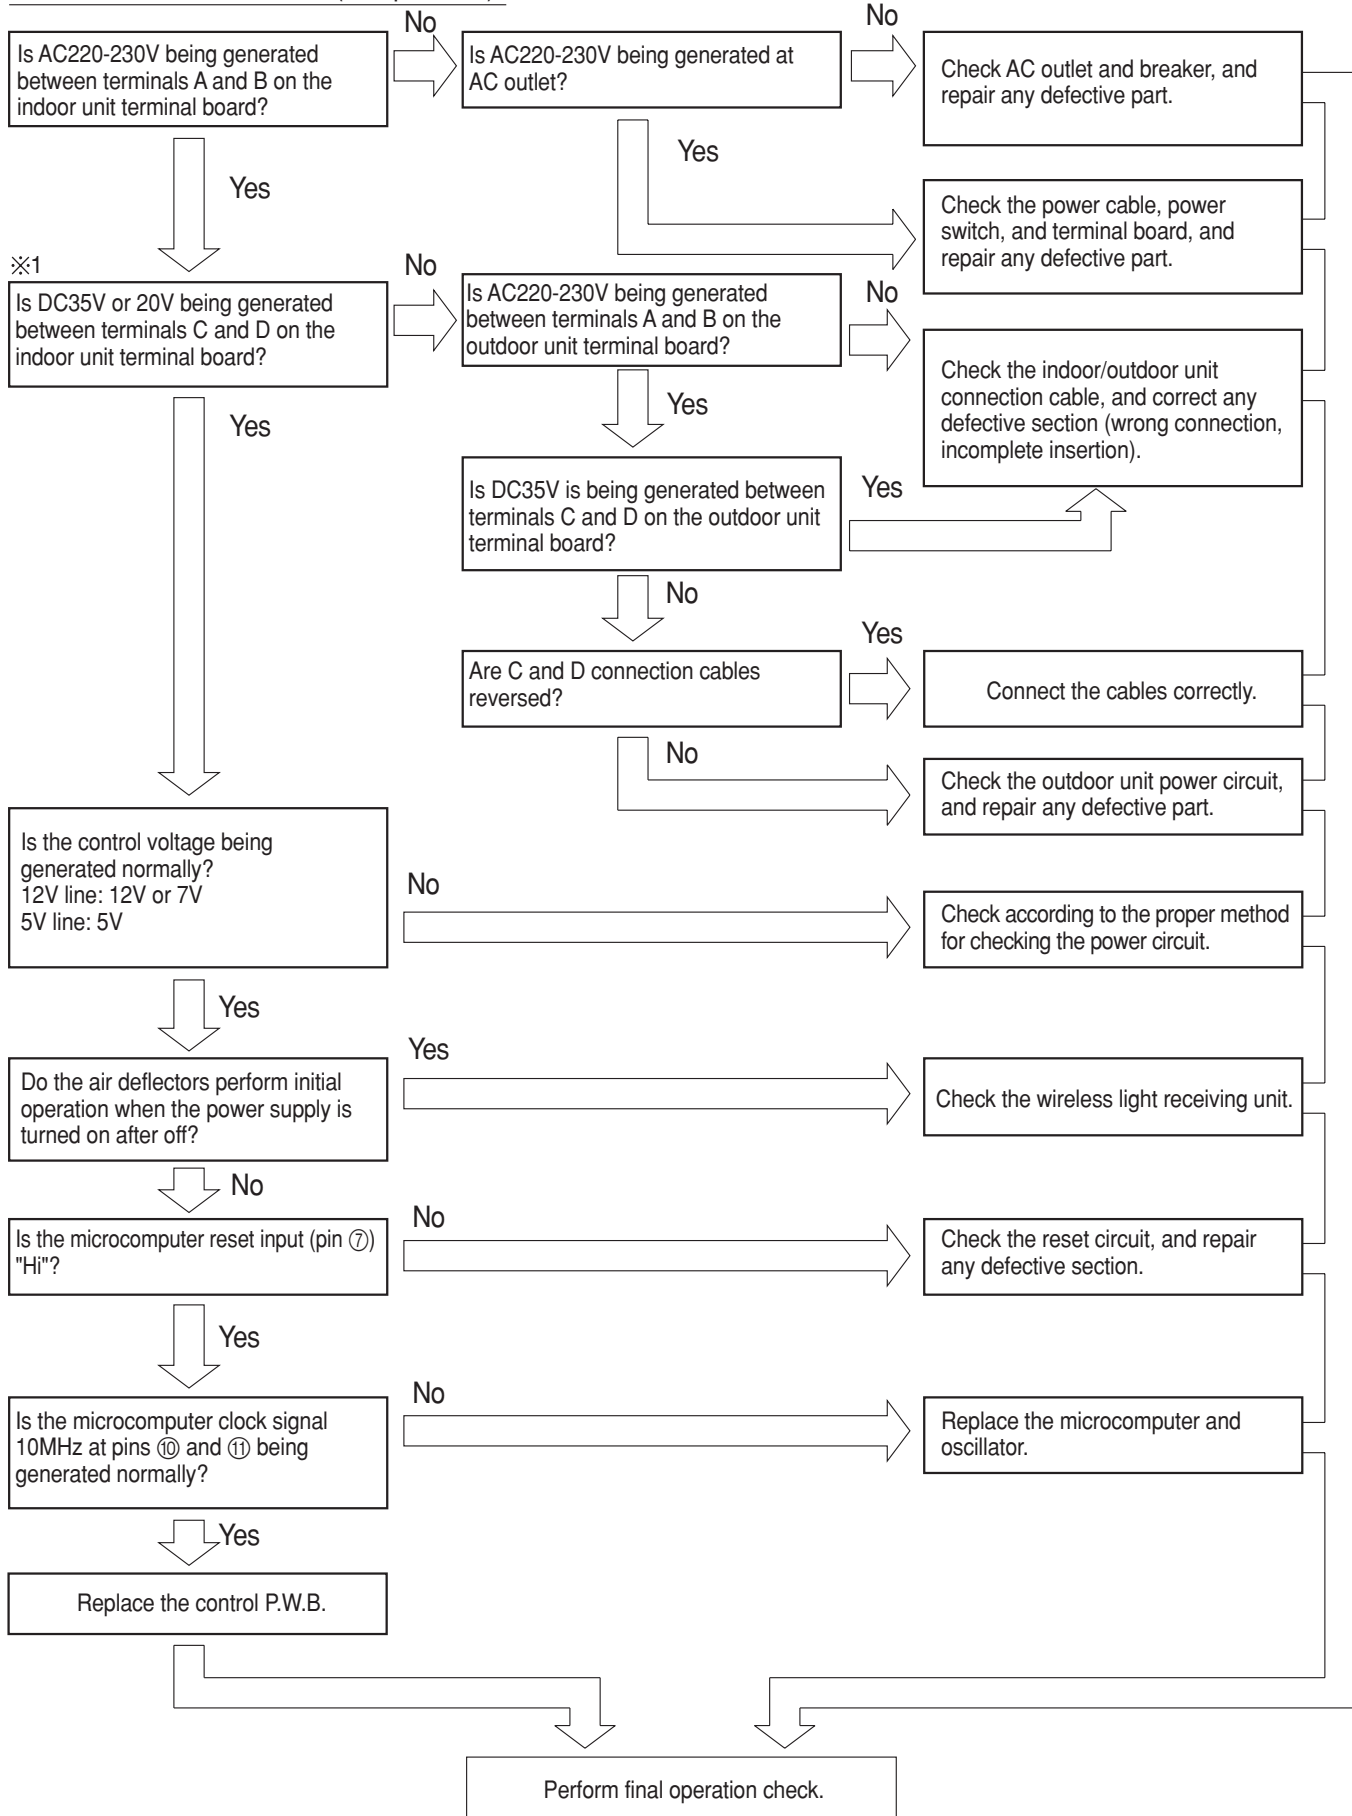 No
No
Is AC220-230V being generated
between terminals A and B on the
indoor unit terminal board?
Is AC220-230V being generated at
AC outlet?
Check AC outlet and breaker, and
repair any defective part.
Yes
Yes
Check the power cable, power
switch, and terminal board, and
repair any defective part.
※1
No
No
Is DC35V or 20V being generated
between terminals C and D on the
indoor unit terminal board?
Is AC220-230V being generated
between terminals A and B on the
outdoor unit terminal board?
Check the indoor/outdoor unit
connection cable, and correct any
defective section (wrong connection,
incomplete insertion).
Yes
Yes
Is DC35V is being generated between
terminals C and D on the outdoor unit
terminal board?
Yes
No
Are C and D connection cables
reversed?
Yes
Connect the cables correctly.
No
Check the outdoor unit power circuit,
and repair any defective part.
Is the control voltage being
generated normally?
12V line: 12V or 7V
5V line: 5V
No
Check according to the proper method
for checking the power circuit.
Yes
Do the air deflectors perform initial
operation when the power supply is
turned on after off?
Yes
Check the wireless light receiving unit.
No
Is the microcomputer reset input (pin ⑦)
"Hi"?
No
Check the reset circuit, and repair
any defective section.
Yes
Is the microcomputer clock signal
10MHz at pins ⑩ and ⑪ being
generated normally?
No
Replace the microcomputer and
oscillator.
Yes
Replace the control P.W.B.
Perform final operation check.